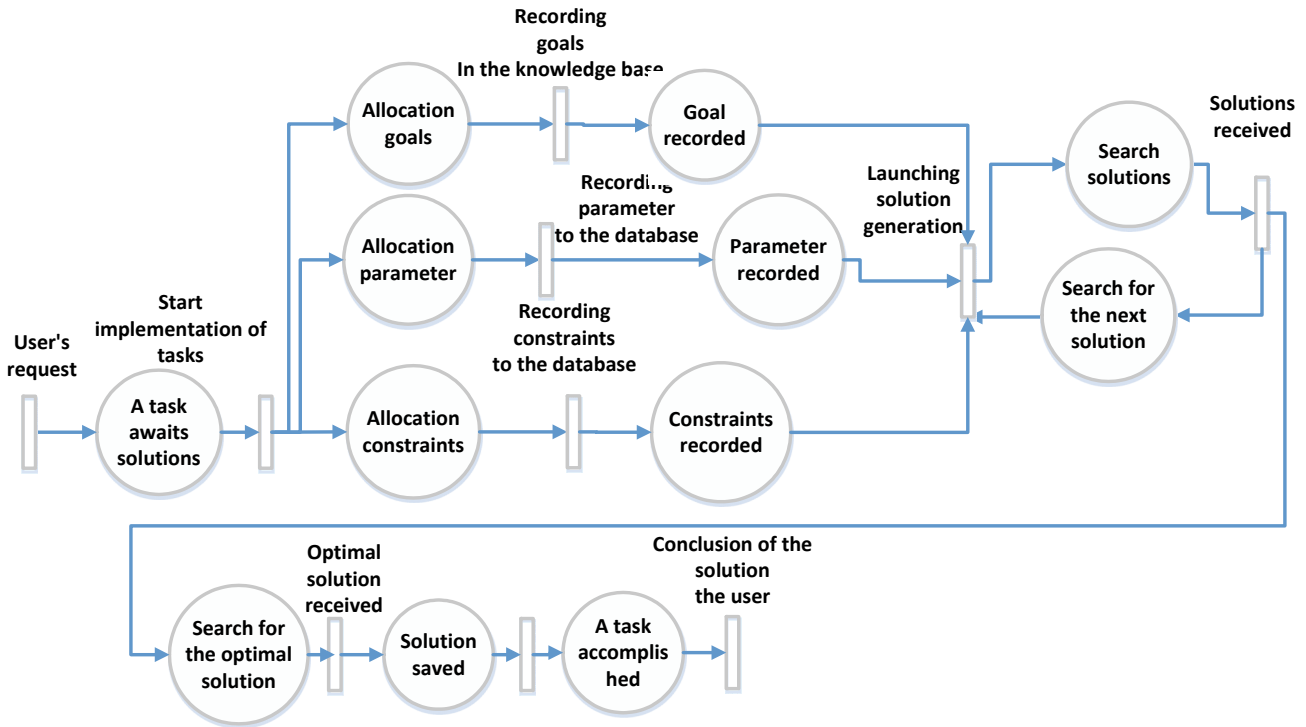 Recording
goals
In the knowledge base
Allocation
goals
Goal
recorded
Solutions
received
Search
solutions
Launching
solution
generation
Recording
parameter
to the database
Allocation
parameter
Parameter
recorded
Search for
the next
solution
Start
implementation of
tasks
Recording
constraints
to the database
User's
request
A task
awaits
solutions
Allocation
constraints
Constraints
recorded
Optimal
solution
received
Conclusion of the
solution
the user
Search for
the optimal
solution
Solution
saved
A task
accomplis
hed